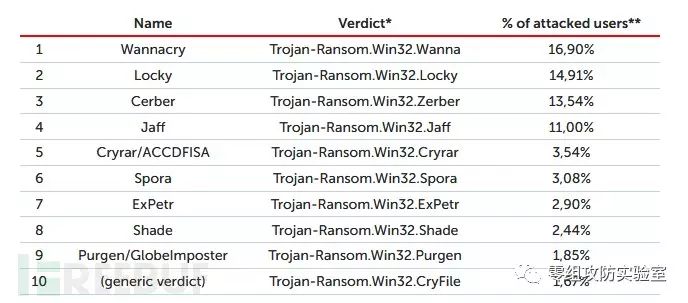 Name Verdict* % of attacked users**
1 Wannacry Trojan-Ransom.Win32.Wanna 16,90%
2 Locky Trojan-Ransom.Win32.Locky 14,91%
3 Cerber Trojan-Ransom.Win32.Zerber 13,54%
4 Jaff Trojan-Ransom.Win32.Jaff 11,00%
5 Cryrar/ACCDFISA Trojan-Ransom.Win32.Cryrar 3,54%
6 Spora Trojan-Ransom.Win32.Spora 3,08%
7 ExPetr Trojan-Ransom.Win32.ExPetr 2,90%
8 Shade Trojan-Ransom.Win32.Shade 2,44%
9 Purgen/GlobeImposter Trojan-Ransom.Win32.Purgen 1,85%
10 (generic verdict) Trojan-Ransom.Win32.CryFile 1,67%
REEBUF
零组攻防实验室